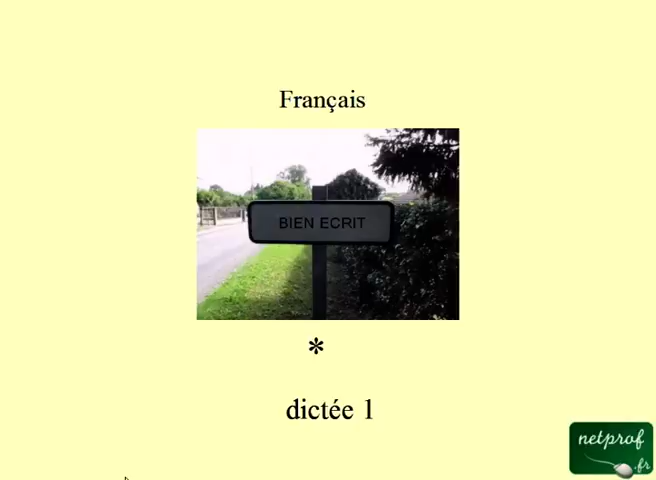 Français
BIEN ECRIT
*
dictée 1
netprof
.fr